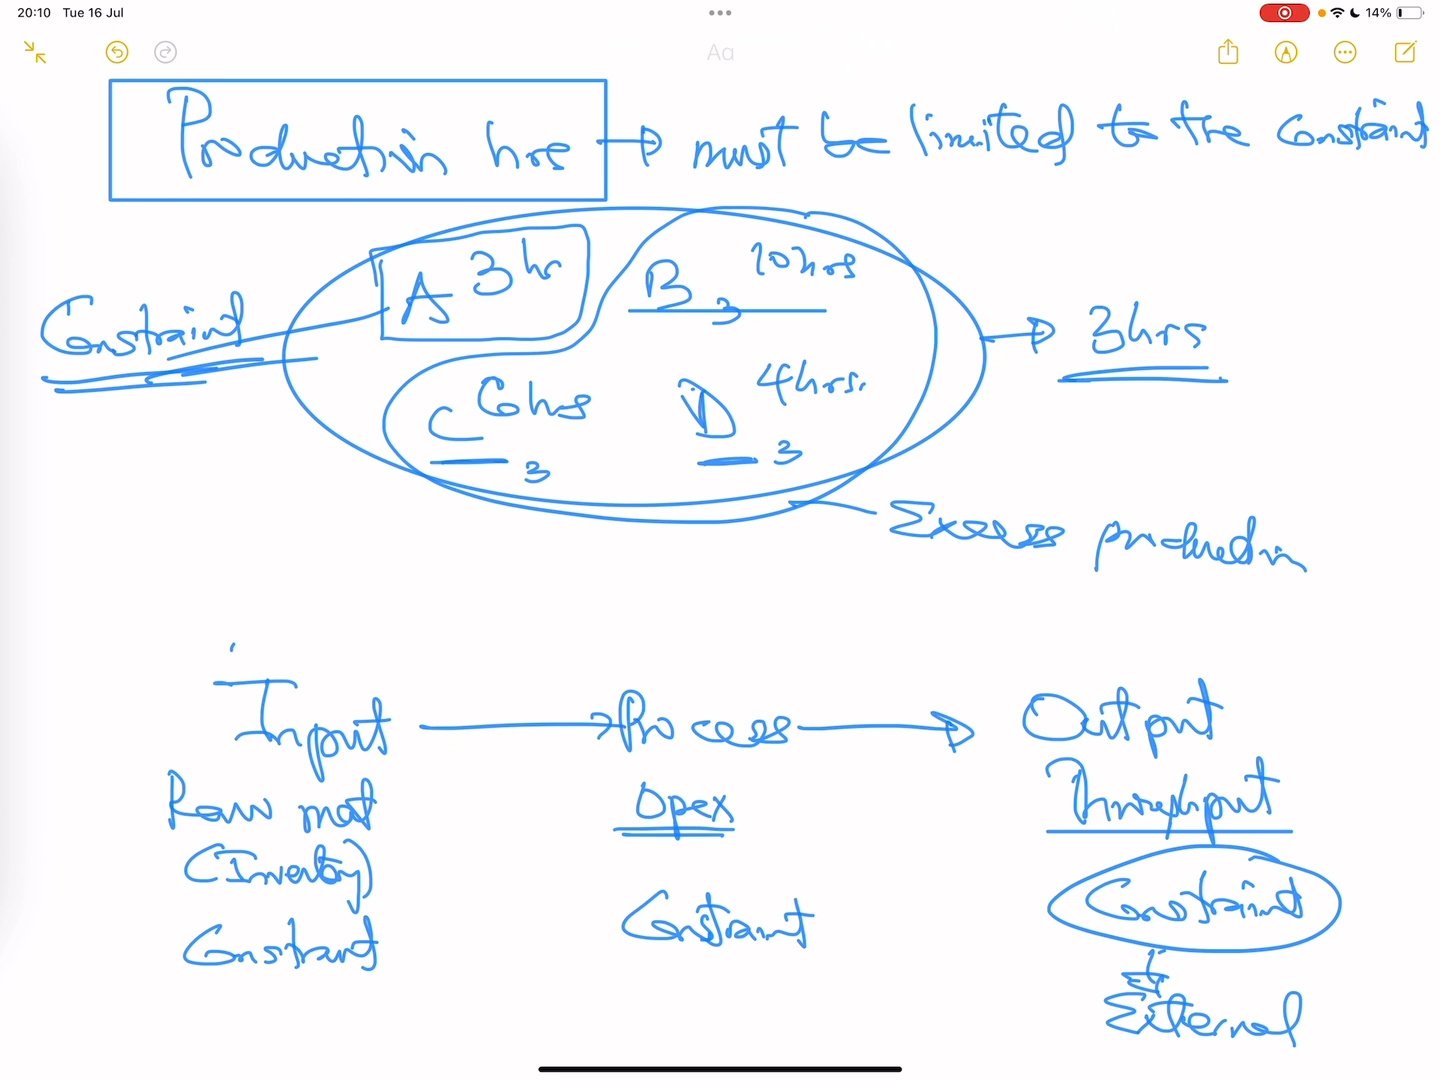 20:10 Tue 16 Jul 14%
Aa
Production hrs → must be limited to the Constraint
A 3hr B 10hrs
3
Constraint → 3hrs
C 6hrs D 4hrs.
3 3
Excess production
Input → Process → Output
Raw mat Opex Throughput
(Inventory)
Constraint Constraint Constraint
External